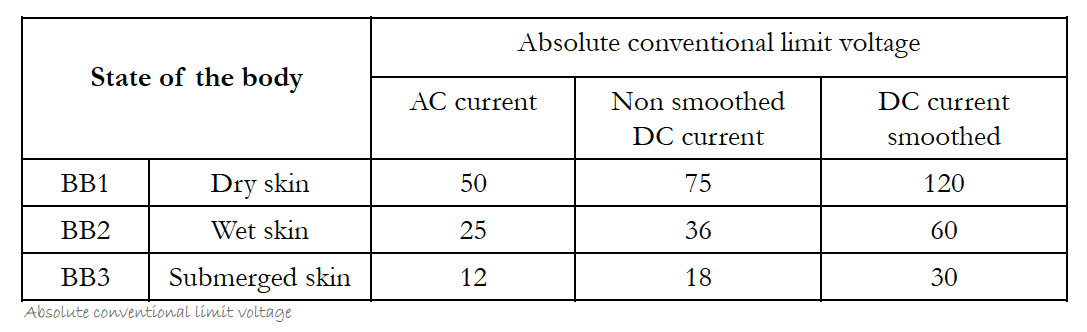 State of the body
Absolute conventional limit voltage
AC current
Non smoothed
DC current
DC current
smoothed
BB1 Dry skin 50 75 120
BB2 Wet skin 25 36 60
BB3 Submerged skin 12 18 30
Absolute conventional limit voltage